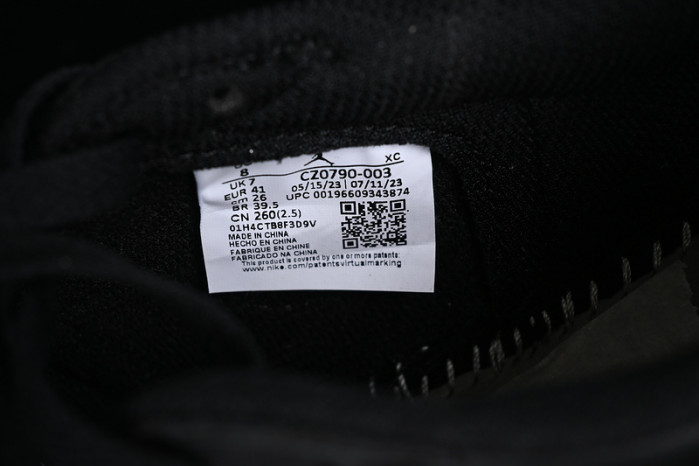 8 XC
UK 7 CZ0790-003
EUR 41 05/15/23 | 07/11/23
cm 26 UPC 00196609343874
BR 39.5
CN 260(2.5)
01H4CTB8F3D9V
MADE IN CHINA
HECHO EN CHINA
FABRIQUE EN CHINE
FABRICADO NA CHINA
This product is covered by one or more patents:
www.nike.com/patentsvirtualmarking